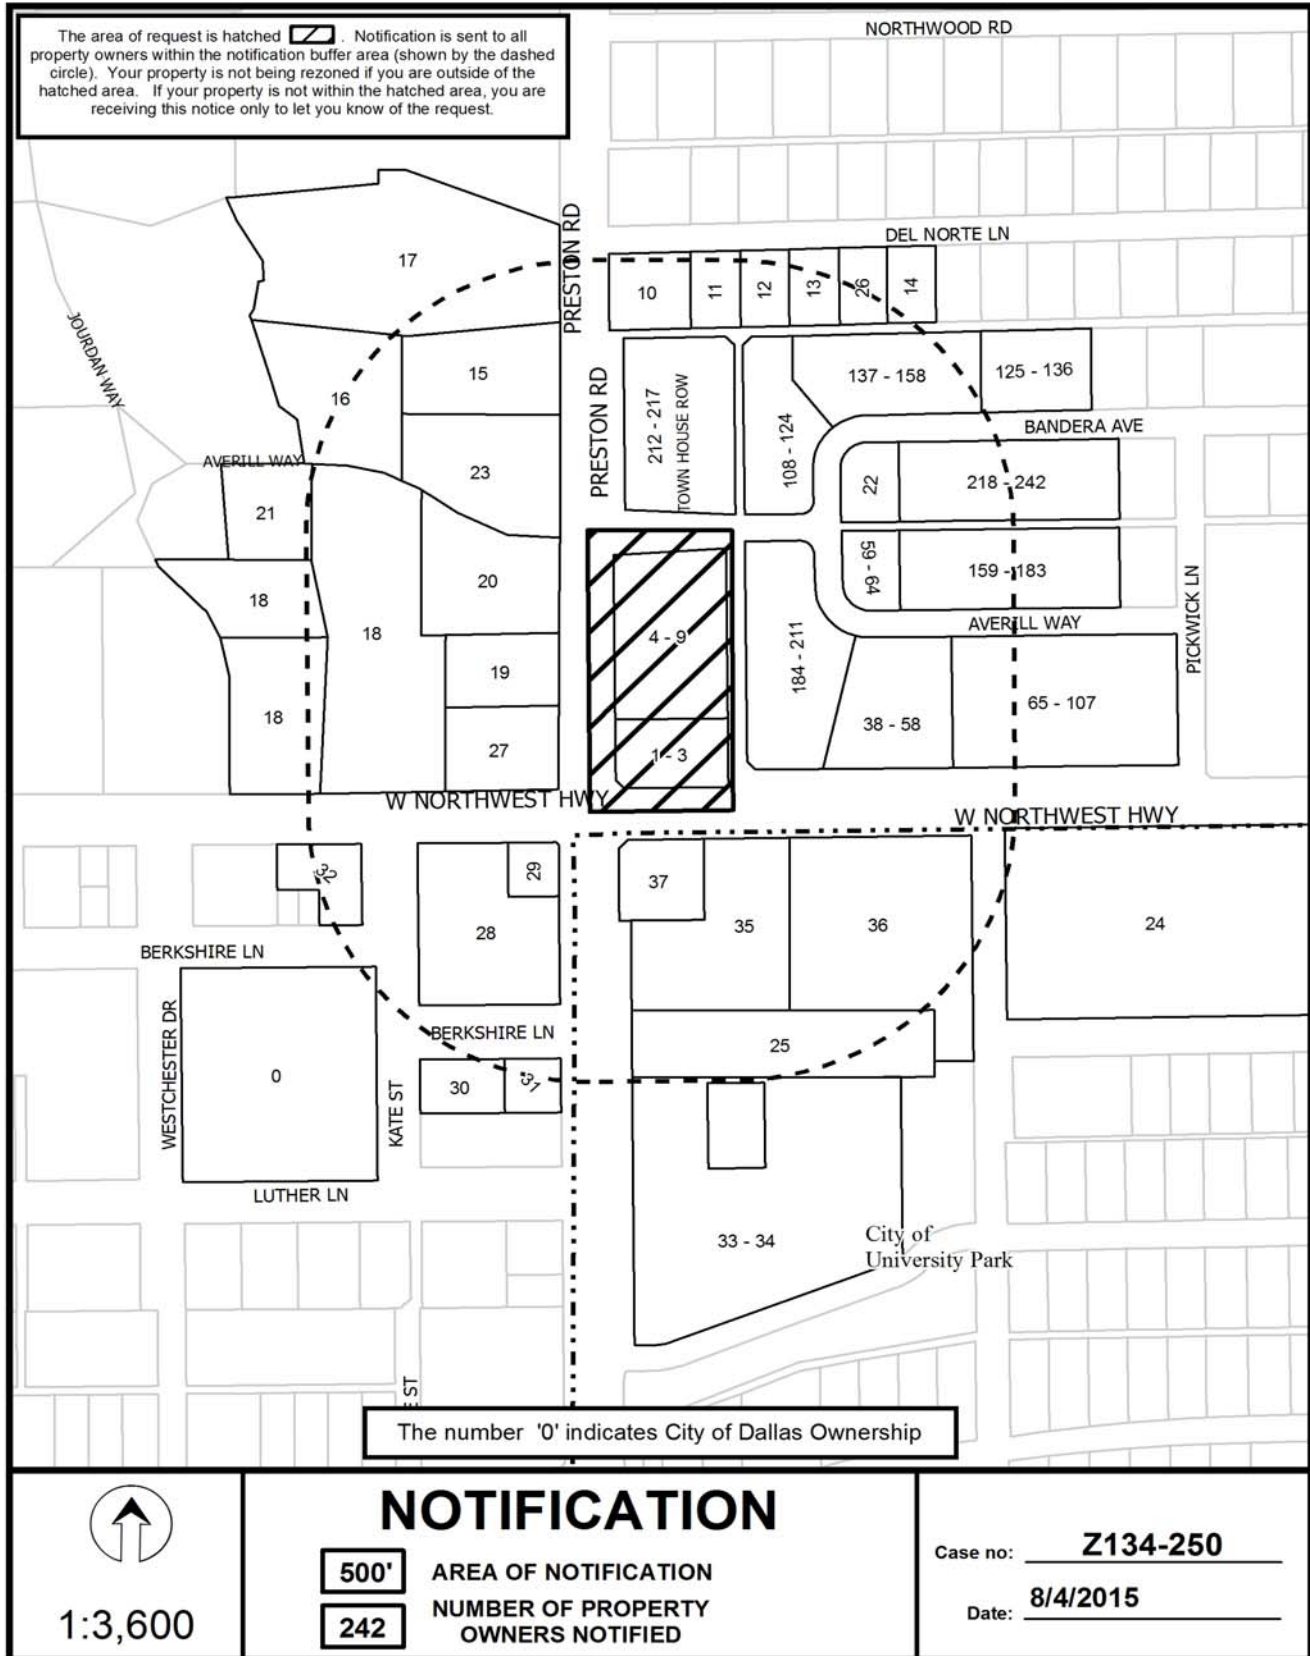 The area of request is hatched . Notification is sent to all
property owners within the notification buffer area (shown by the dashed
circle). Your property is not being rezoned if you are outside of the
hatched area. If your property is not within the hatched area, you are
receiving this notice only to let you know of the request.
NORTHWOOD RD
DEL NORTE LN
PRESTON RD
17
10
11
12
13
26
14
JOURDAN WAY
16
15
PRESTON RD
212 - 217
TOWN HOUSE ROW
108 - 124
137 - 158
125 - 136
BANDERA AVE
AVERILL WAY
23
22
218 - 242
21
20
59 - 64
159 - 183
PICKWICK LN
18
18
4 - 9
184 - 211
AVERILL WAY
19
18
27
1 - 3
38 - 58
65 - 107
W NORTHWEST HWY
W NORTHWEST HWY
32
29
37
28
35
36
24
BERKSHIRE LN
WESTCHESTER DR
BERKSHIRE LN
25
0
KATE ST
30
31
LUTHER LN
33 - 34
City of
University Park
ST
The number '0' indicates City of Dallas Ownership
1:3,600
NOTIFICATION
500' AREA OF NOTIFICATION
242 NUMBER OF PROPERTY
OWNERS NOTIFIED
Case no: Z134-250
Date: 8/4/2015